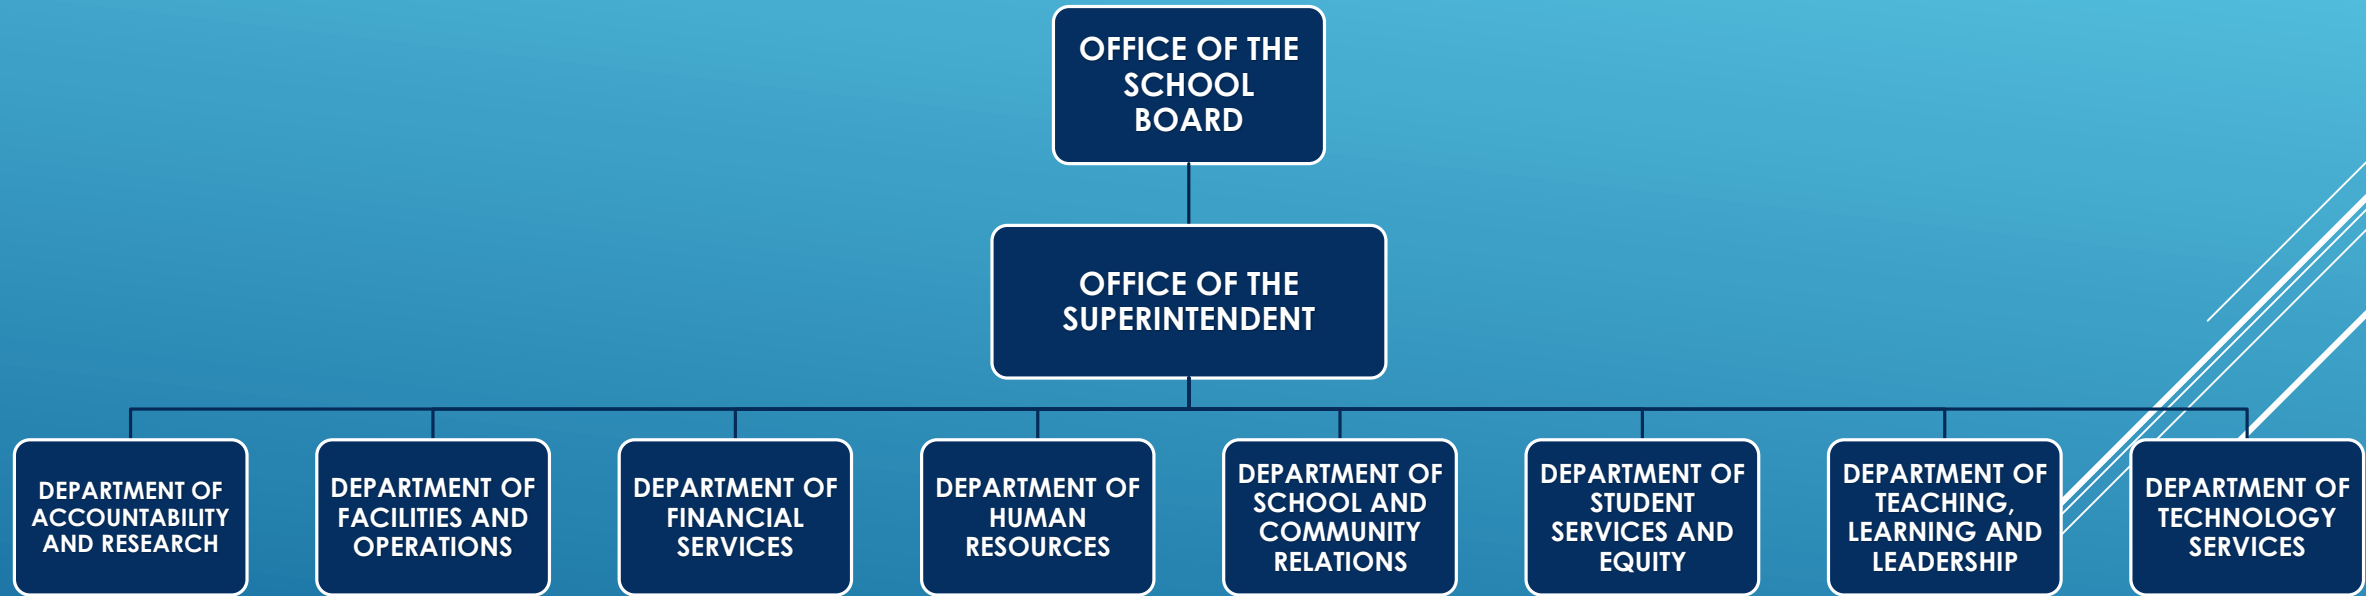 OFFICE OF THE
SCHOOL
BOARD
OFFICE OF THE
SUPERINTENDENT
DEPARTMENT OF
ACCOUNTABILITY
AND RESEARCH
DEPARTMENT OF
FACILITIES AND
OPERATIONS
DEPARTMENT OF
FINANCIAL
SERVICES
DEPARTMENT OF
HUMAN
RESOURCES
DEPARTMENT OF
SCHOOL AND
COMMUNITY
RELATIONS
DEPARTMENT OF
STUDENT
SERVICES AND
EQUITY
DEPARTMENT OF
TEACHING,
LEARNING AND
LEADERSHIP
DEPARTMENT OF
TECHNOLOGY
SERVICES